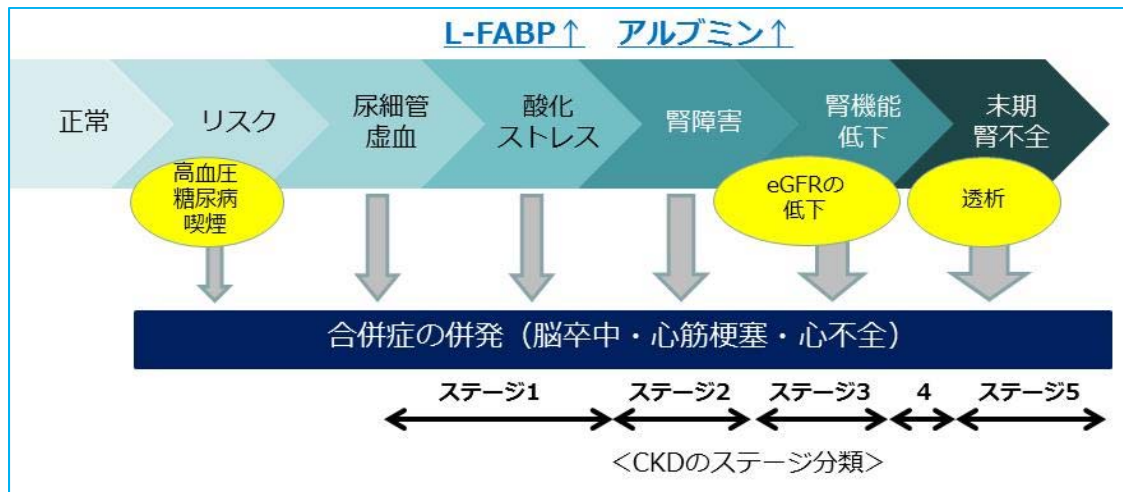 L-FABP↑ アルブミン↑
正常
リスク
尿細管
虚血
酸化
ストレス
腎障害
腎機能
低下
末期
腎不全
高血圧
糖尿病
喫煙
eGFRの
低下
透析
合併症の併発（脳卒中・心筋梗塞・心不全）
ステージ1 ステージ2 ステージ3 4 ステージ5
＜CKDのステージ分類＞